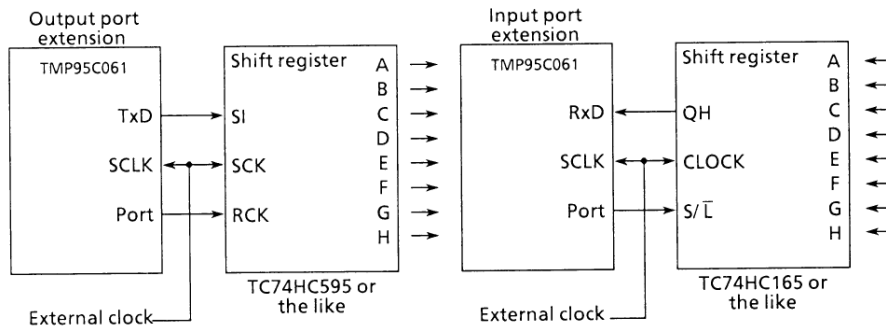 Output port
extension
TMP95C061
TxD
SCLK
Port
External clock
Shift register
SI
SCK
RCK
A
B
C
D
E
F
G
H
TC74HC595 or
the like
Input port
extension
TMP95C061
RxD
SCLK
Port
External clock
Shift register
QH
CLOCK
S/L̅
A
B
C
D
E
F
G
H
TC74HC165 or
the like